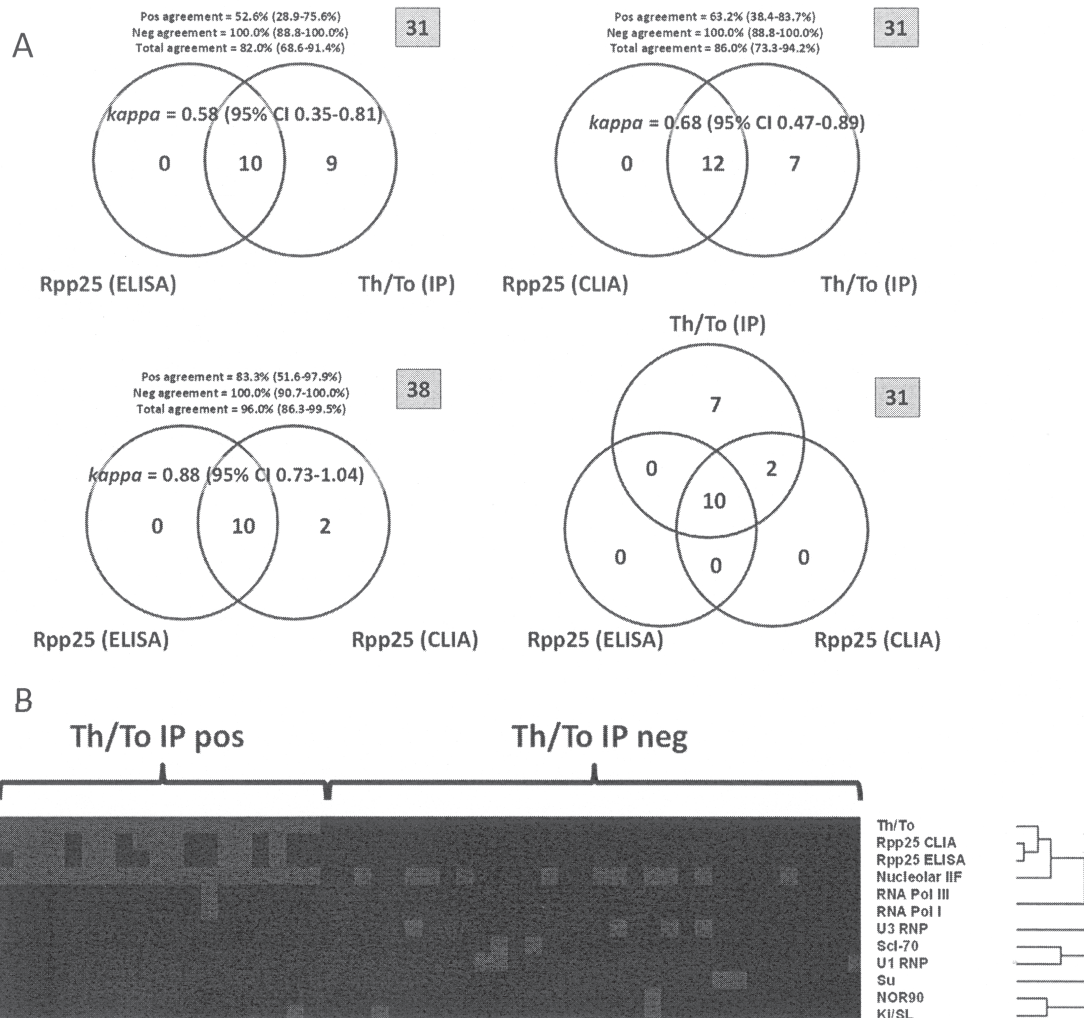 A
Pos agreement = 52.6% (28.9-75.6%)
Neg agreement = 100.0% (88.8-100.0%)
Total agreement = 82.0% (68.6-91.4%)
31
kappa = 0.58 (95% CI 0.35-0.81)
0 10 9
Rpp25 (ELISA) Th/To (IP)
Pos agreement = 63.2% (38.4-83.7%)
Neg agreement = 100.0% (88.8-100.0%)
Total agreement = 86.0% (73.3-94.2%)
31
kappa = 0.68 (95% CI 0.47-0.89)
0 12 7
Rpp25 (CLIA) Th/To (IP)
Pos agreement = 83.3% (51.6-97.9%)
Neg agreement = 100.0% (90.7-100.0%)
Total agreement = 96.0% (86.3-99.5%)
38
kappa = 0.88 (95% CI 0.73-1.04)
0 10 2
Rpp25 (ELISA) Rpp25 (CLIA)
Th/To (IP)
31
7
0 2
10
0 0 0
Rpp25 (ELISA) Rpp25 (CLIA)
B
Th/To IP pos Th/To IP neg
Th/To
Rpp25 CLIA
Rpp25 ELISA
Nucleolar IIF
RNA Pol III
RNA Pol I
U3 RNP
Scl-70
U1 RNP
Su
NOR90
Ki/SL